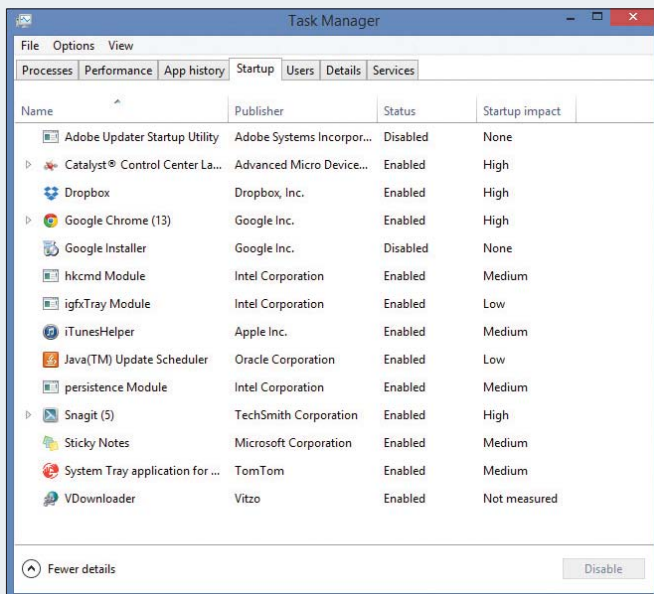 Task Manager
File Options View
Processes Performance App history Startup Users Details Services
Name Publisher Status Startup impact
Adobe Updater Startup Utility Adobe Systems Incorpor... Disabled None
Catalyst® Control Center La... Advanced Micro Device... Enabled High
Dropbox Dropbox, Inc. Enabled High
Google Chrome (13) Google Inc. Enabled High
Google Installer Google Inc. Disabled None
hkcmd Module Intel Corporation Enabled Medium
igfxTray Module Intel Corporation Enabled Low
iTunesHelper Apple Inc. Enabled Medium
Java(TM) Update Scheduler Oracle Corporation Enabled Low
persistence Module Intel Corporation Enabled Medium
Snagit (5) TechSmith Corporation Enabled High
Sticky Notes Microsoft Corporation Enabled Medium
System Tray application for ... TomTom Enabled Medium
VDownloader Vitzo Enabled Not measured
Fewer details Disable